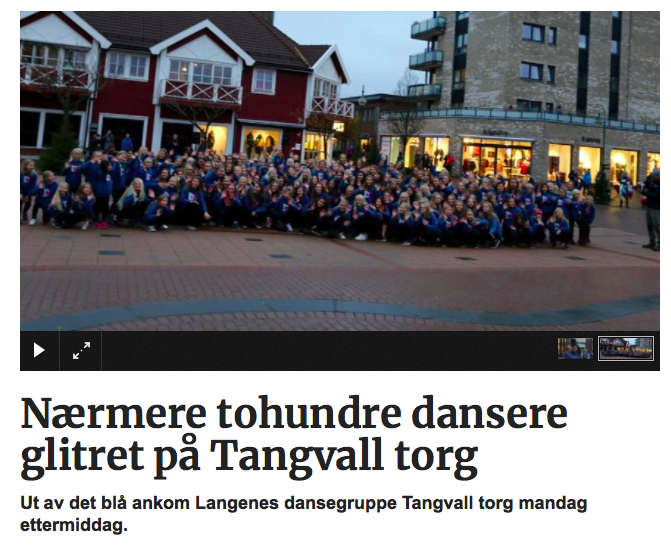 Nærmere tohundre dansere
glitret på Tangvall torg
Ut av det blå ankom Langenes dansegruppe Tangvall torg mandag
ettermiddag.